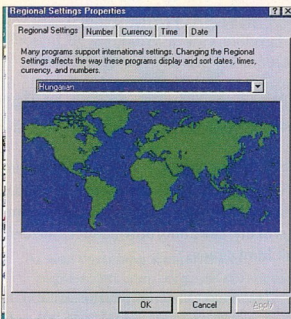 Regional Settings Properties
Regional Settings
Number
Currency
Time
Date
Many programs support international settings. Changing the Regional
Settings affects the way these programs display and sort dates, times,
currency, and numbers.
Hungarian
OK
Cancel
Apply